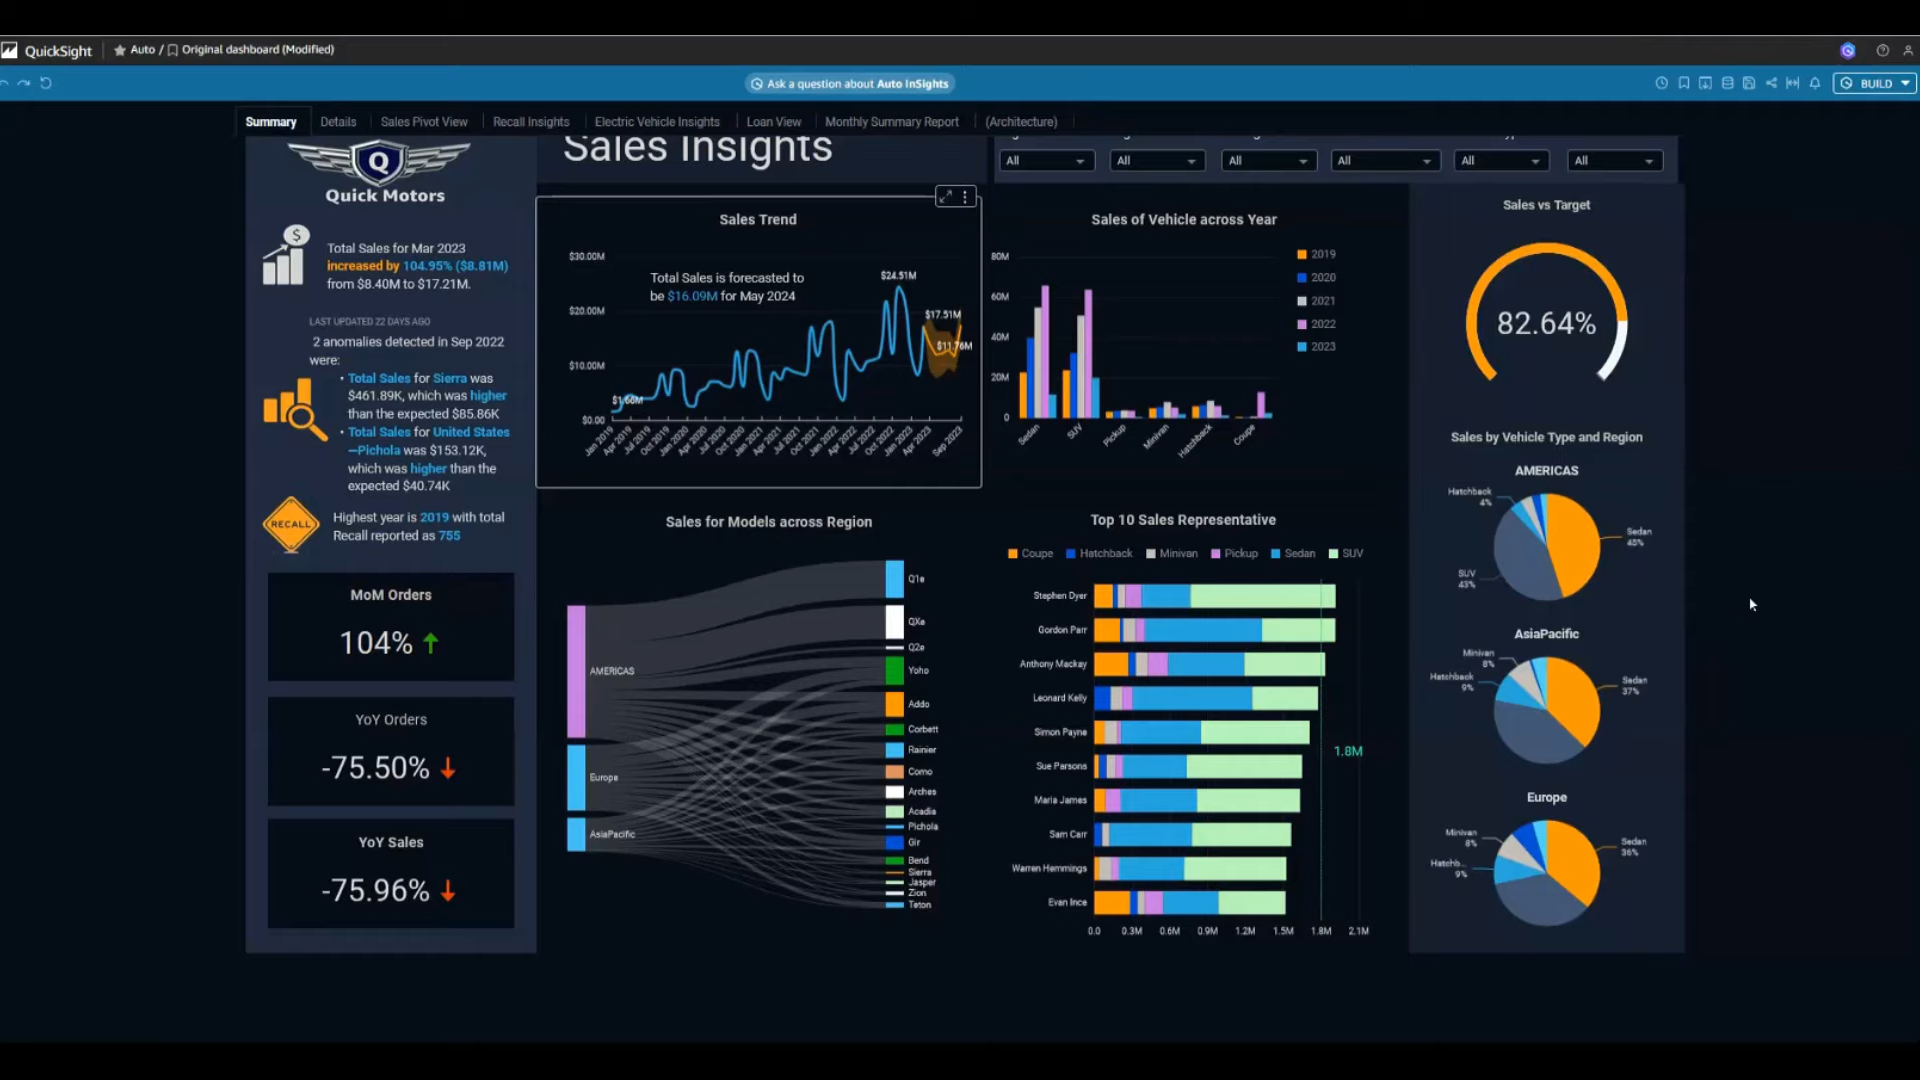 QuickSight
Auto / Original dashboard (Modified)
Ask a question about Auto InSights
BUILD
Summary
Details
Sales Pivot View
Recall Insights
Electric Vehicle Insights
Loan View
Monthly Summary Report
(Architecture)
Q
Quick Motors
$
Total Sales for Mar 2023
increased by 104.95% ($8.81M)
from $8.40M to $17.21M.
LAST UPDATED 22 DAYS AGO
2 anomalies detected in Sep 2022
were:
• Total Sales for Sierra was
$461.89K, which was higher
than the expected $85.86K
• Total Sales for United States
—Pichola was $153.12K,
which was higher than the
expected $40.74K
RECALL
Highest year is 2019 with total
Recall reported as 755
MoM Orders
104%
YoY Orders
-75.50%
YoY Sales
-75.96%
Sales Insights
All
All
All
All
All
All
Sales Trend
Total Sales is forecasted to
be $16.09M for May 2024
$30.00M
$20.00M
$10.00M
$0.00
$24.51M
$17.51M
$11.76M
$1.66M
Jan 2019
Apr 2019
Jul 2019
Oct 2019
Jan 2020
Apr 2020
Jul 2020
Oct 2020
Jan 2021
Apr 2021
Jul 2021
Oct 2021
Jan 2022
Apr 2022
Jul 2022
Oct 2022
Jan 2023
Apr 2023
Sep 2023
Sales of Vehicle across Year
80M
60M
40M
20M
0
Sedan
SUV
Pickup
Minivan
Hatchback
Coupe
2019
2020
2021
2022
2023
Sales vs Target
82.64%
Sales for Models across Region
AMERICAS
Europe
AsiaPacific
Q1e
QXe
Q2e
Yoho
Addo
Corbett
Rainier
Como
Arches
Acadia
Pichola
Gir
Bend
Sierra
Jasper
Zion
Teton
Top 10 Sales Representative
Coupe
Hatchback
Minivan
Pickup
Sedan
SUV
Stephen Dyer
Gordon Parr
Anthony Mackay
Leonard Kelly
Simon Payne
Sue Parsons
Maria James
Sam Carr
Warren Hemmings
Evan Ince
1.8M
0.0
0.3M
0.6M
0.9M
1.2M
1.5M
1.8M
2.1M
Sales by Vehicle Type and Region
AMERICAS
Hatchback
4%
Sedan
45%
SUV
43%
AsiaPacific
Minivan
8%
Hatchback
9%
Sedan
37%
Europe
Minivan
8%
Hatchb...
9%
Sedan
36%